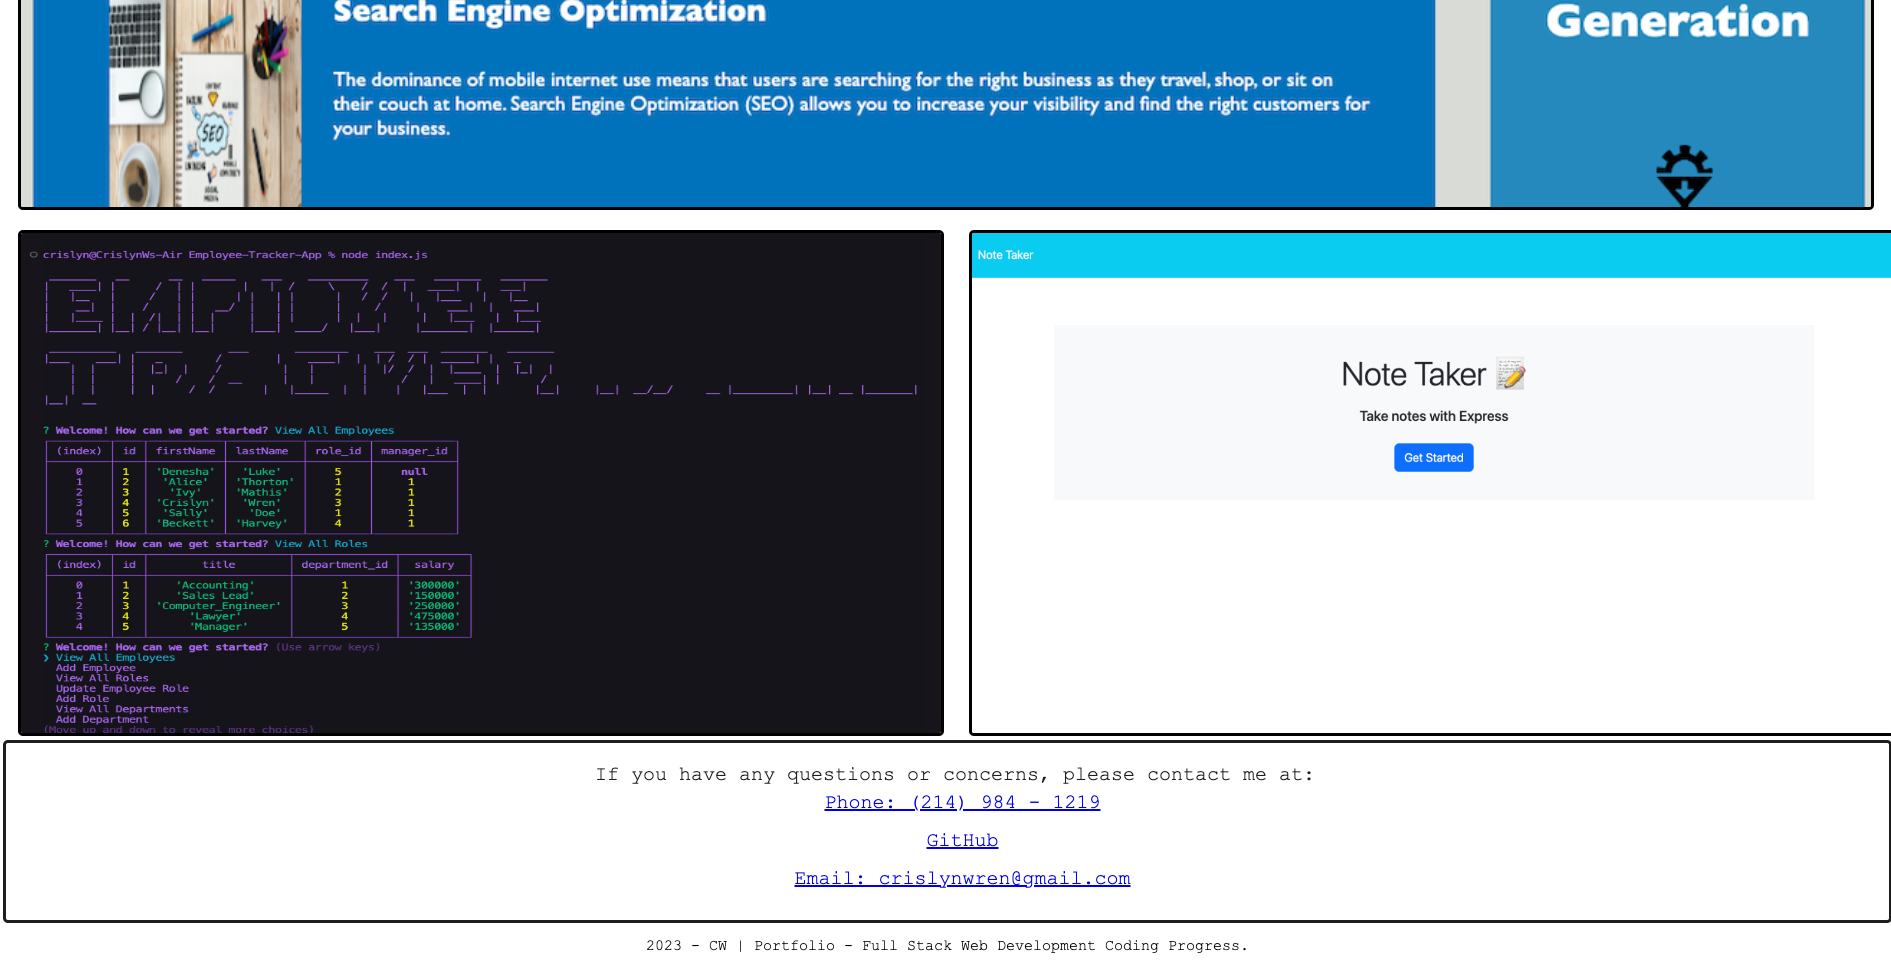 Search Engine Optimization
The dominance of mobile internet use means that users are searching for the right business as they travel, shop, or sit on
their couch at home. Search Engine Optimization (SEO) allows you to increase your visibility and find the right customers for
your business.
SEO
Generation
crislyn@CrislynWs-Air Employee-Tracker-App % node index.js
EMPLOYEE
TRACKER
? Welcome! How can we get started? View All Employees
(index) id firstName lastName role_id manager_id
0 1 'Denesha' 'Luke' 5 null
1 2 'Alice' 'Thorton' 1 1
2 3 'Ivy' 'Mathis' 2 1
3 4 'Crislyn' 'Wren' 3 1
4 5 'Sally' 'Doe' 1 1
5 6 'Beckett' 'Harvey' 4 1
? Welcome! How can we get started? View All Roles
(index) id title department_id salary
0 1 'Accounting' 1 '300000'
1 2 'Sales Lead' 2 '150000'
2 3 'Computer_Engineer' 3 '250000'
3 4 'Lawyer' 4 '475000'
4 5 'Manager' 5 '135000'
? Welcome! How can we get started? (Use arrow keys)
❯ View All Employees
Add Employee
View All Roles
Update Employee Role
Add Role
View All Departments
Add Department
(Move up and down to reveal more choices)
Note Taker
Note Taker
Take notes with Express
Get Started
If you have any questions or concerns, please contact me at:
Phone: (214) 984 - 1219
GitHub
Email: crislynwren@gmail.com
2023 - CW | Portfolio - Full Stack Web Development Coding Progress.